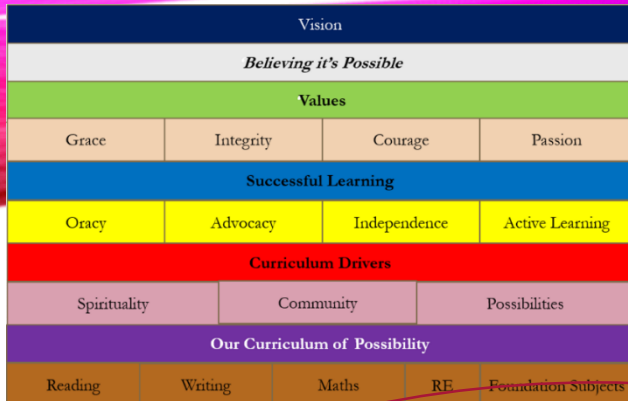 Vision
Believing it's Possible
Values
Grace Integrity Courage Passion
Successful Learning
Oracy Advocacy Independence Active Learning
Curriculum Drivers
Spirituality Community Possibilities
Our Curriculum of Possibility
Reading Writing Maths RE Foundation Subjects